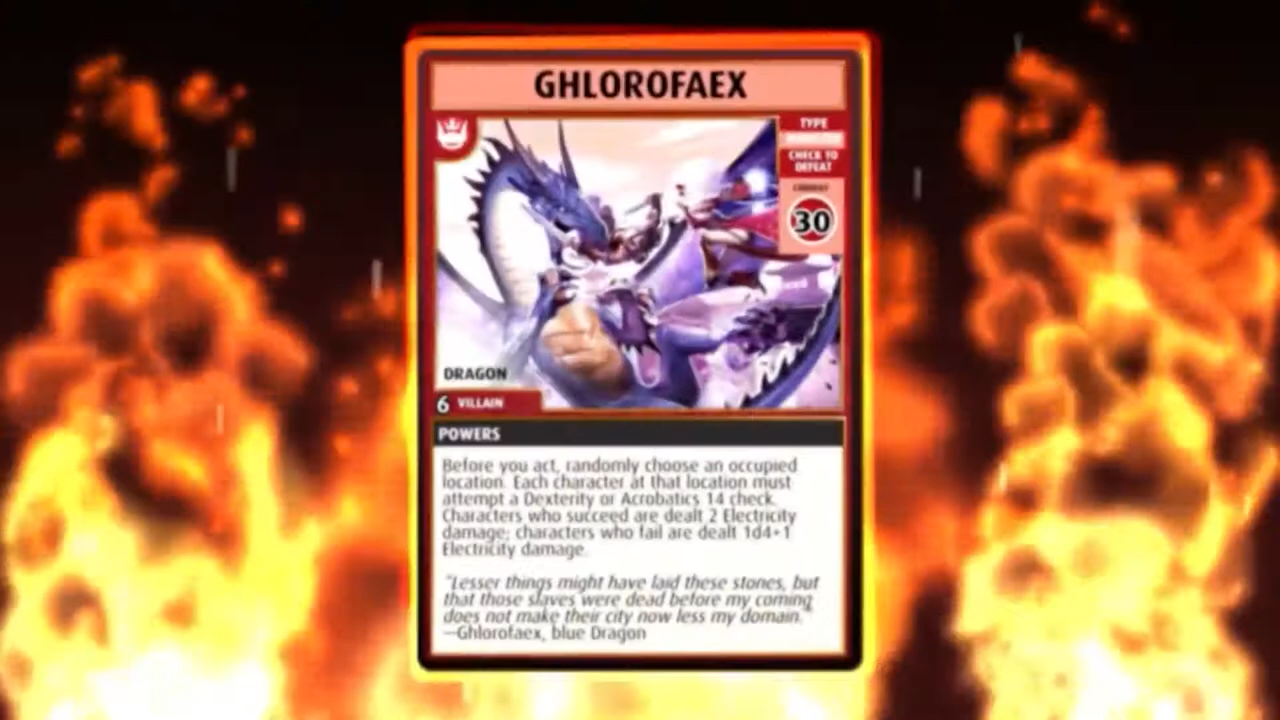 GHLOROFAEX
TYPE
CHECK TO
DEFEAT
COMBAT
30
DRAGON
6 VILLAIN
POWERS
Before you act, randomly choose an occupied
location. Each character at that location must
attempt a Dexterity or Acrobatics 14 check.
Characters who succeed are dealt 2 Electricity
damage; characters who fail are dealt 1d4+1
Electricity damage.
"Lesser things might have laid these stones, but
that those slaves were dead before my coming
does not make their city now less my domain."
—Ghlorofaex, blue Dragon